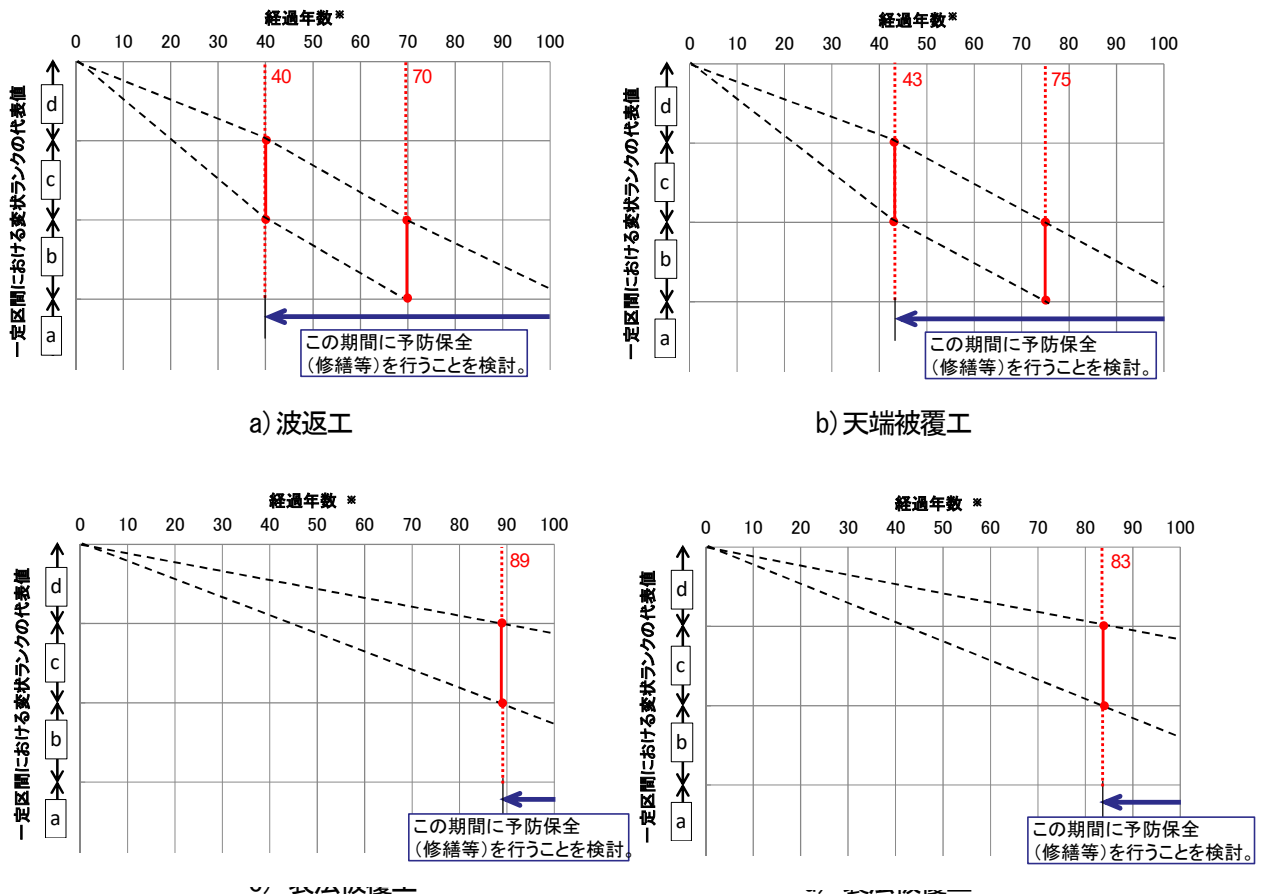 経過年数※
0 10 20 30 40 50 60 70 80 90 100
40
70
一定区間における変状ランクの代表値
d
c
b
a
この期間に予防保全
（修繕等）を行うことを検討。
a）波返工
経過年数※
0 10 20 30 40 50 60 70 80 90 100
43
75
一定区間における変状ランクの代表値
d
c
b
a
この期間に予防保全
（修繕等）を行うことを検討。
b）天端被覆工
経過年数 ※
0 10 20 30 40 50 60 70 80 90 100
89
一定区間における変状ランクの代表値
d
c
b
a
この期間に予防保全
（修繕等）を行うことを検討。
経過年数 ※
0 10 20 30 40 50 60 70 80 90 100
83
一定区間における変状ランクの代表値
d
c
b
a
この期間に予防保全
（修繕等）を行うことを検討。